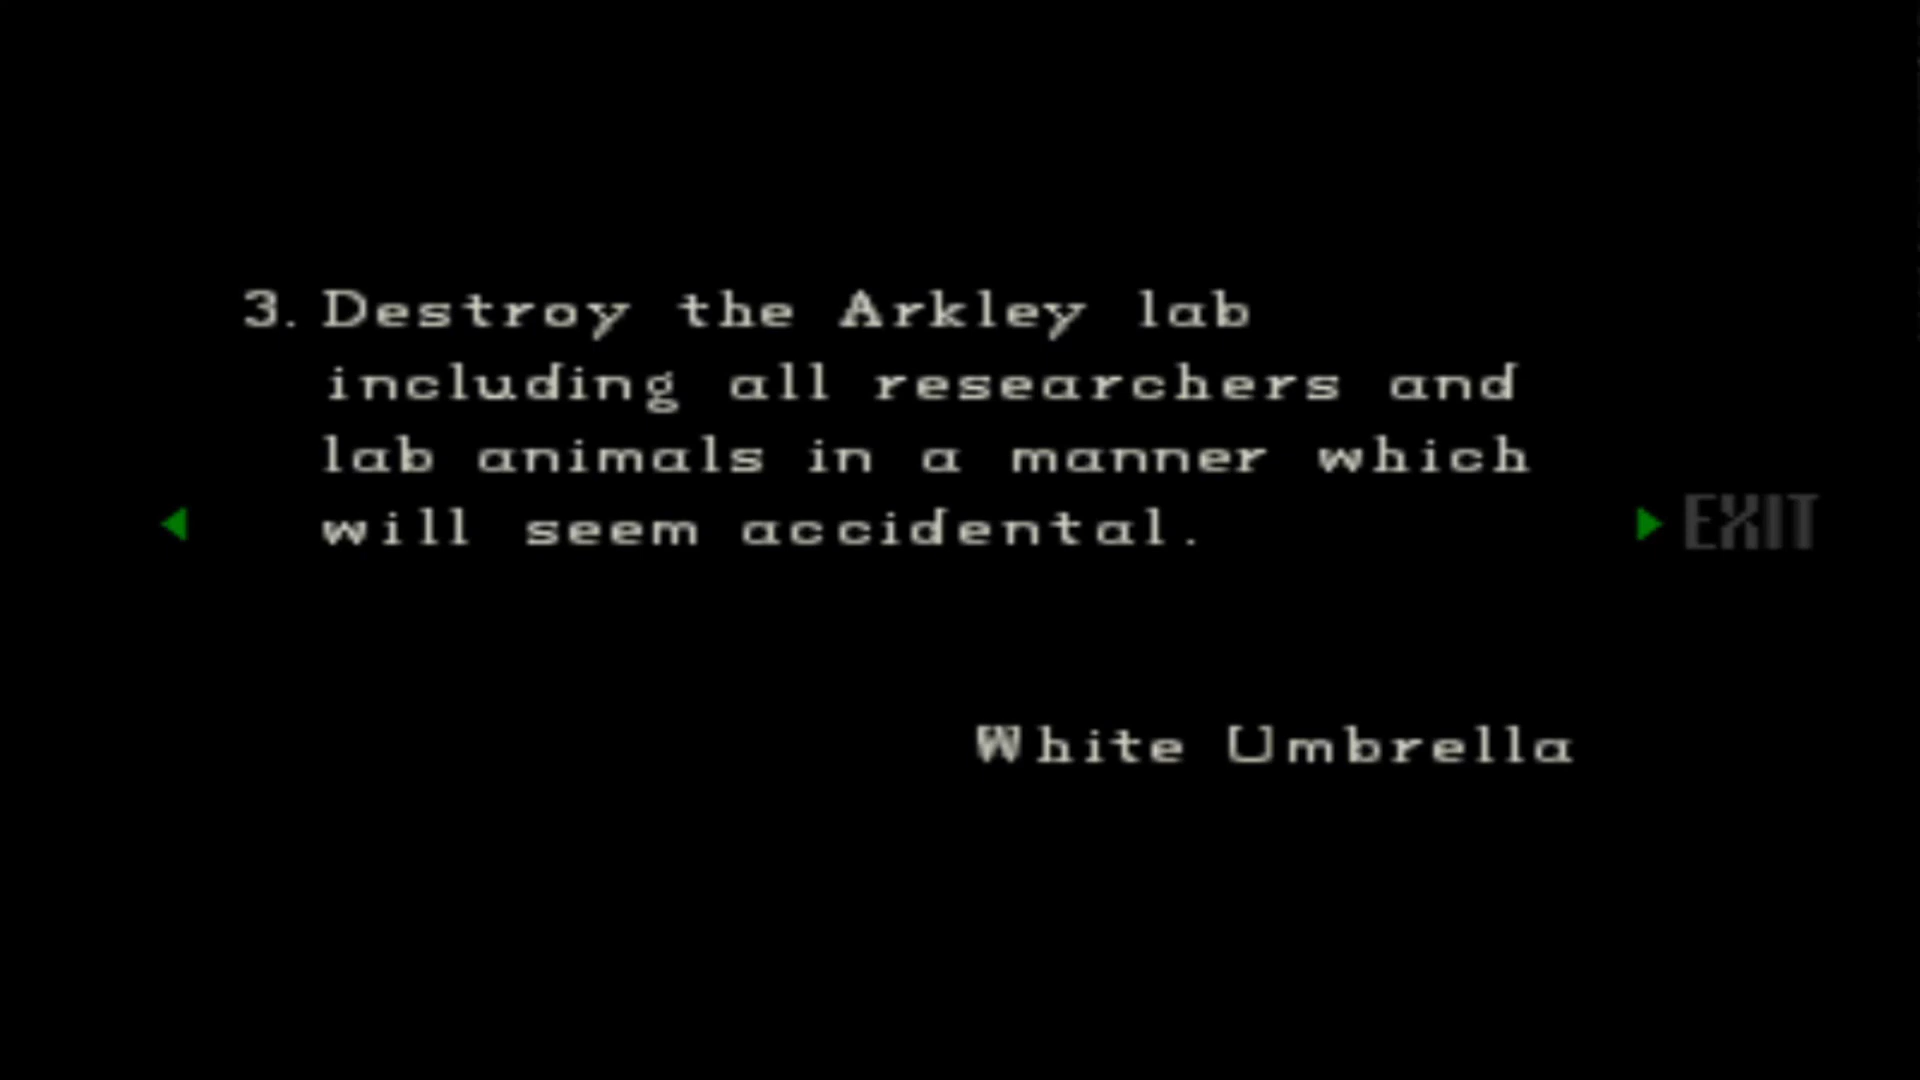 3. Destroy the Arkley lab
including all researchers and
lab animals in a manner which
will seem accidental.
EXIT
White Umbrella